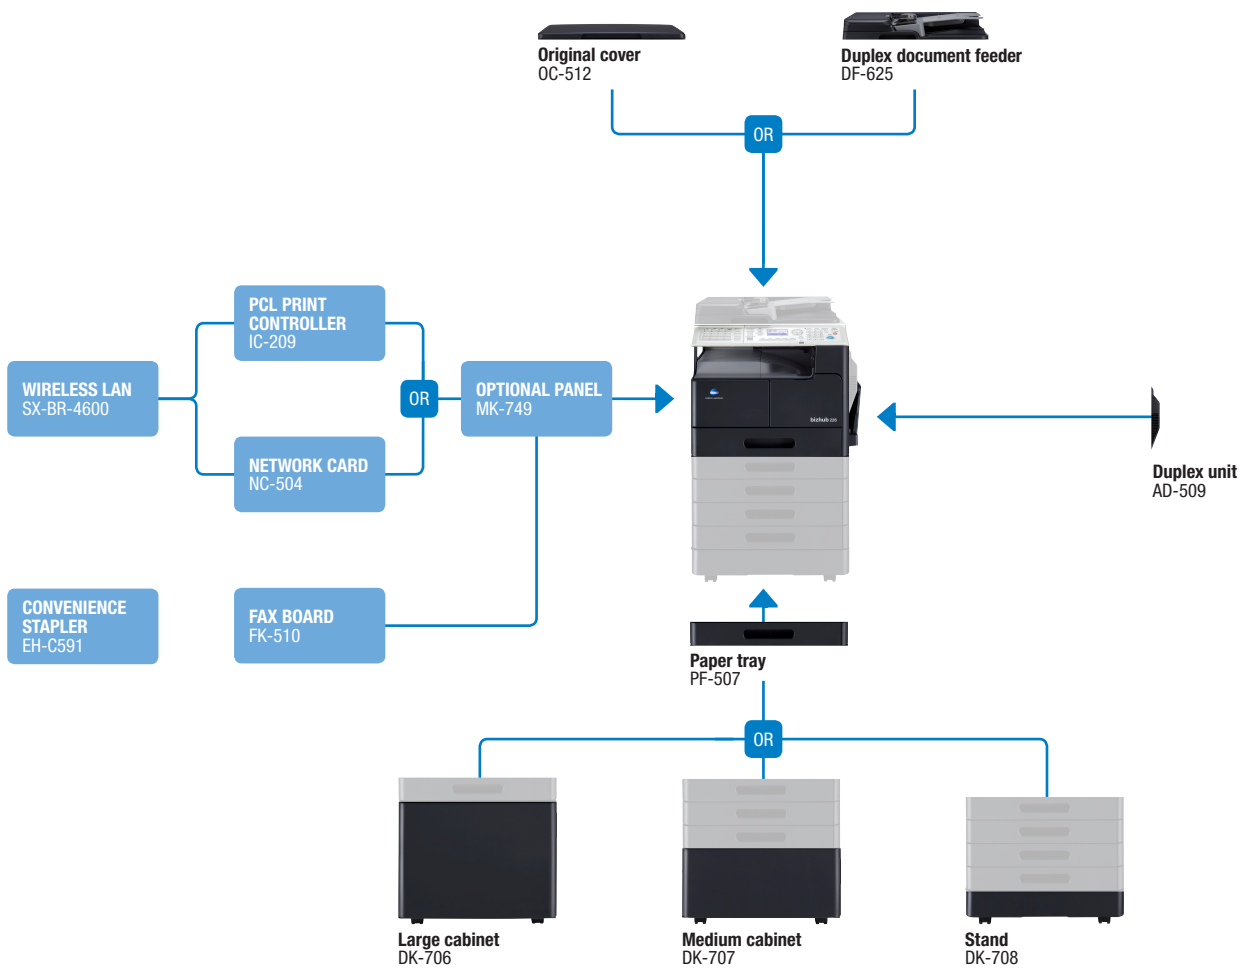 Original cover
OC-512
Duplex document feeder
DF-625
OR
PCL PRINT
CONTROLLER
IC-209
WIRELESS LAN
SX-BR-4600
OR
OPTIONAL PANEL
MK-749
NETWORK CARD
NC-504
bizhub 226
Duplex unit
AD-509
CONVENIENCE
STAPLER
EH-C591
FAX BOARD
FK-510
Paper tray
PF-507
OR
Large cabinet
DK-706
Medium cabinet
DK-707
Stand
DK-708